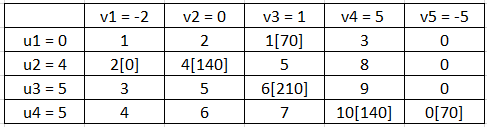 v1 = -2 v2 = 0 v3 = 1 v4 = 5 v5 = -5
u1 = 0 1 2 1[70] 3 0
u2 = 4 2[0] 4[140] 5 8 0
u3 = 5 3 5 6[210] 9 0
u4 = 5 4 6 7 10[140] 0[70]